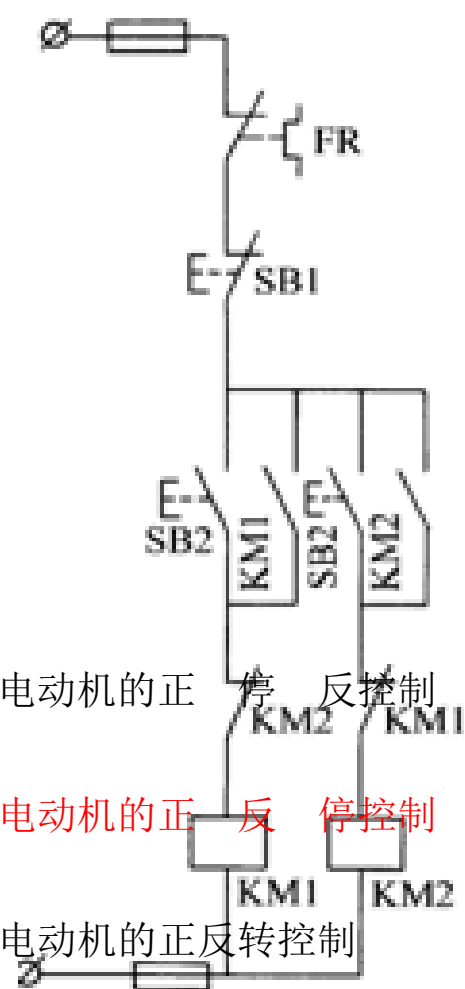 FR
SB1
SB2
KM1
SB2
KM2
电动机的正 停 反控制
KM2
KM1
电动机的正 反 停控制
KM1
KM2
电动机的正反转控制